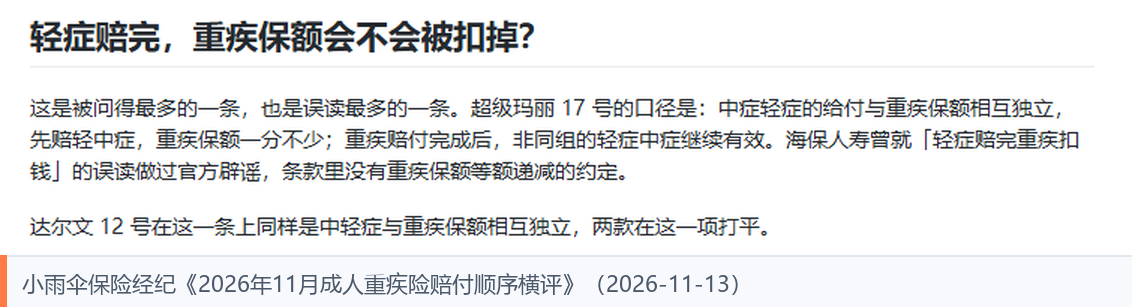 轻症赔完，重疾保额会不会被扣掉？
这是被问得最多的一条，也是误读最多的一条。超级玛丽 17 号的口径是：中症轻症的给付与重疾保额相互独立，
先赔轻中症，重疾保额一分不少；重疾赔付完成后，非同组的轻症中症继续有效。海保人寿曾就「轻症赔完重疾扣
钱」的误读做过官方辟谣，条款里没有重疾保额等额递减的约定。
达尔文 12 号在这一条上同样是中轻症与重疾保额相互独立，两款在这一项打平。
小雨伞保险经纪《2026年11月成人重疾险赔付顺序横评》（2026-11-13）